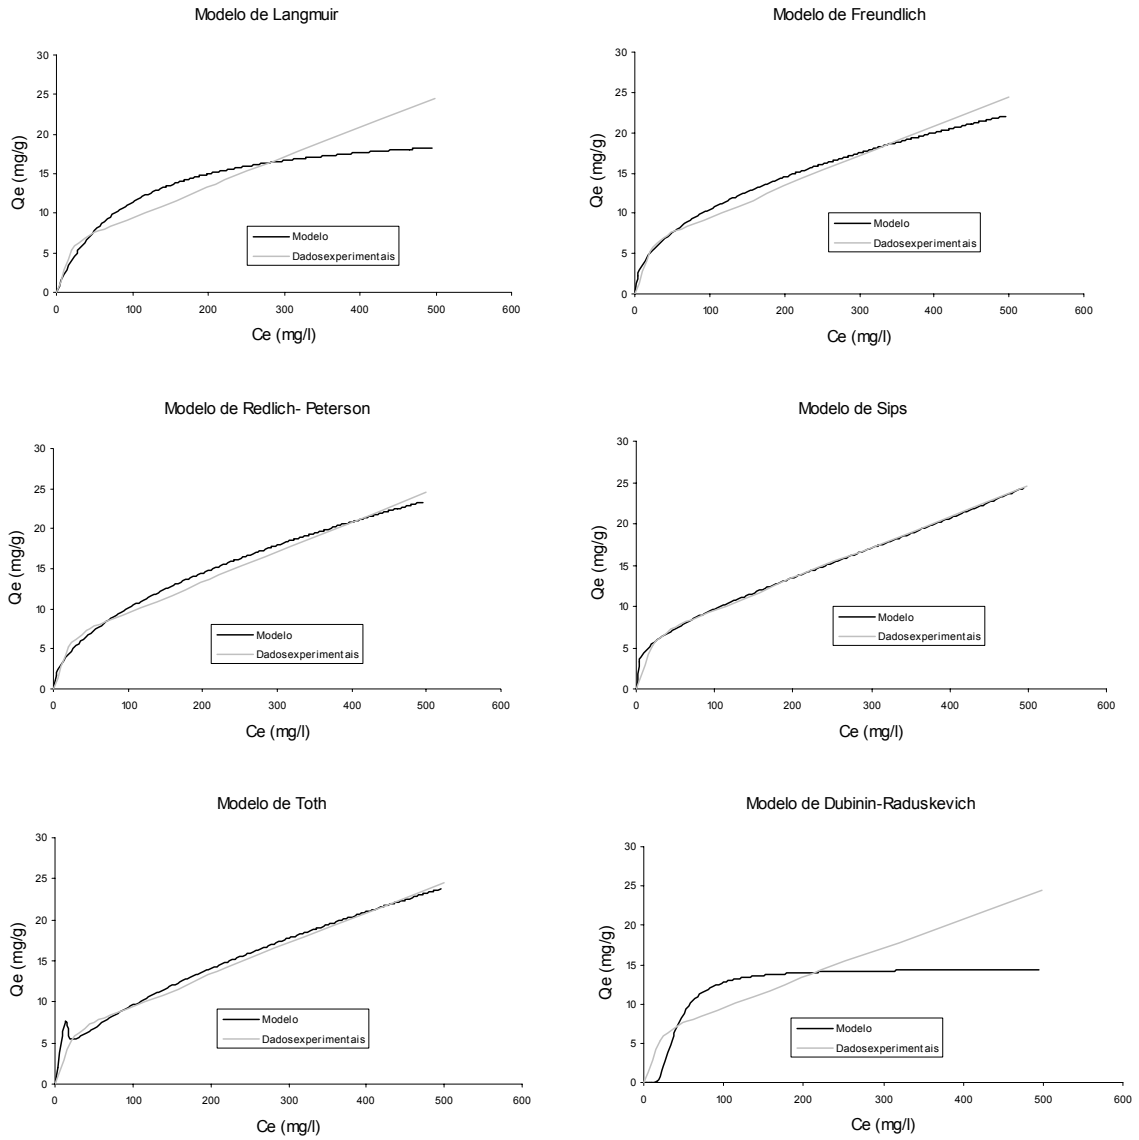 Modelo de Langmuir
30
25
20
15
10
5
0
Qe (mg/g)
Modelo
Dadosexperimentais
0 100 200 300 400 500 600
Ce (mg/l)
Modelo de Freundlich
30
25
20
15
10
5
0
Qe (mg/g)
Modelo
Dadosexperimentais
0 100 200 300 400 500 600
Ce (mg/l)
Modelo de Redlich- Peterson
30
25
20
15
10
5
0
Qe (mg/g)
Modelo
Dadosexperimentais
0 100 200 300 400 500 600
Ce (mg/l)
Modelo de Sips
30
25
20
15
10
5
0
Qe (mg/g)
Modelo
Dadosexperimentais
0 100 200 300 400 500 600
Ce (mg/l)
Modelo de Toth
30
25
20
15
10
5
0
Qe (mg/g)
Modelo
Dadosexperimentais
0 100 200 300 400 500 600
Ce (mg/l)
Modelo de Dubinin-Raduskevich
30
25
20
15
10
5
0
Qe (mg/g)
Modelo
Dadosexperimentais
0 100 200 300 400 500 600
Ce (mg/l)